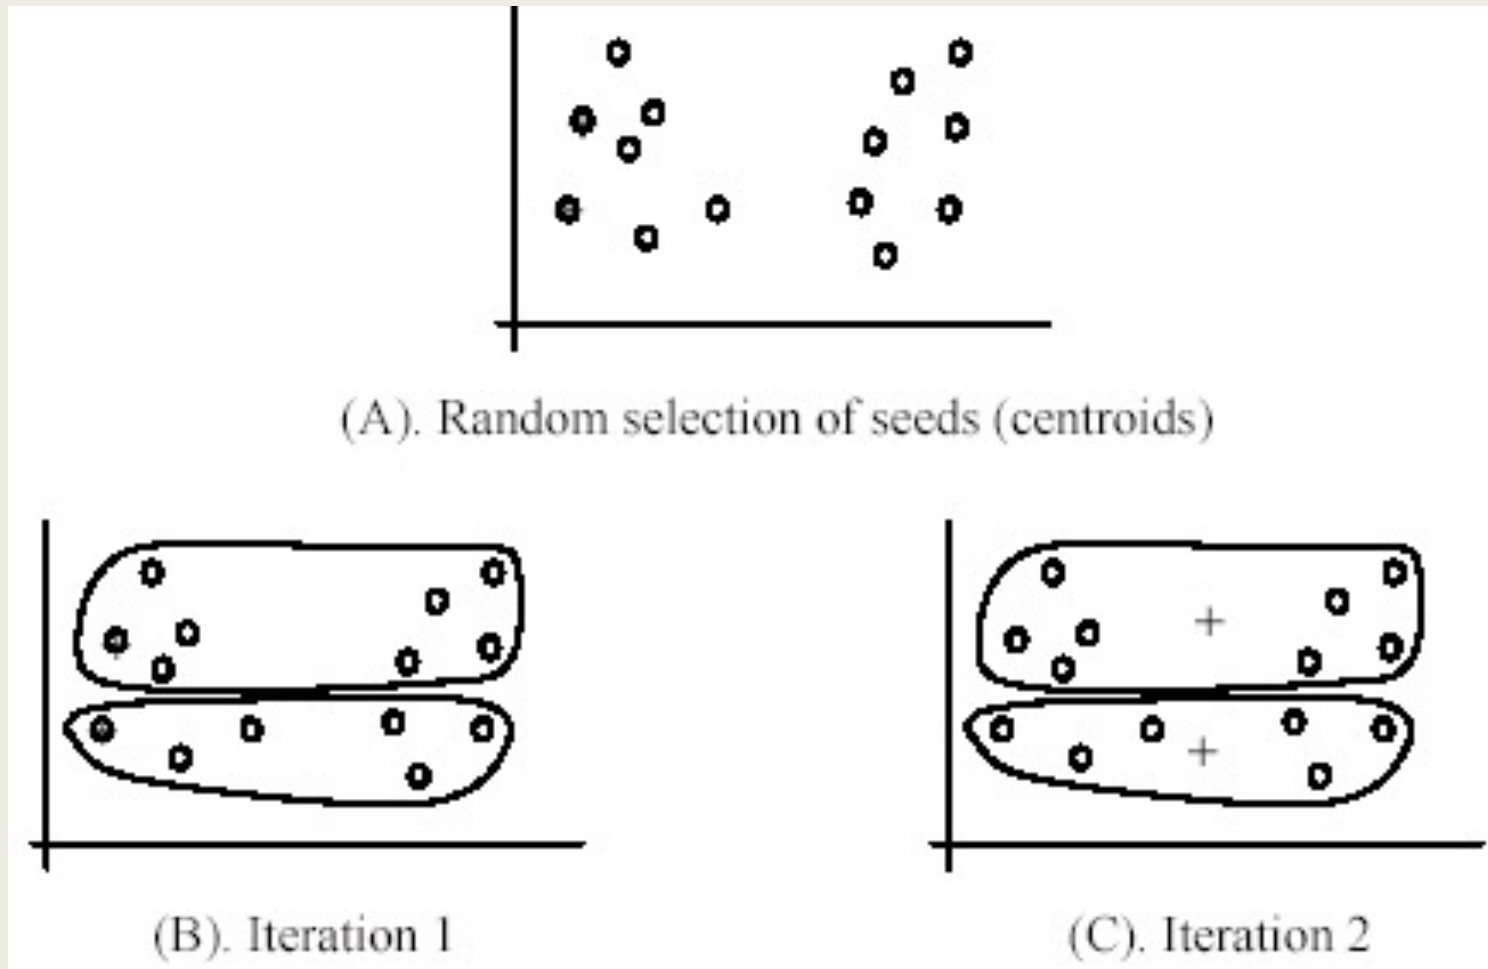 (A). Random selection of seeds (centroids)
(B). Iteration 1
(C). Iteration 2